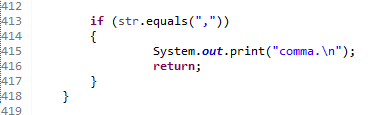 412
413 if (str.equals(","))
414 {
415 System.out.print("comma.\n");
416 return;
417 }
418 }
419